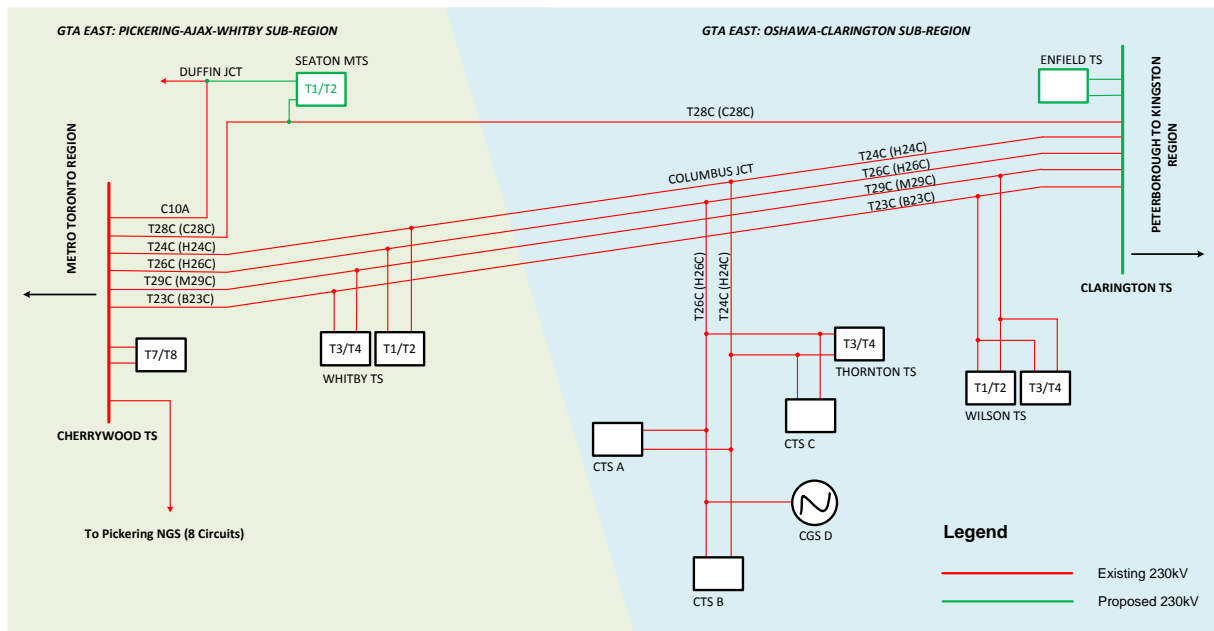 GTA EAST: PICKERING-AJAX-WHITBY SUB-REGION
GTA EAST: OSHAWA-CLARINGTON SUB-REGION
SEATON MTS
DUFFIN JCT
T1/T2
ENFIELD TS
T28C (C28C)
METRO TORONTO REGION
PETERBOROUGH TO KINGSTON
REGION
COLUMBUS JCT
T24C (H24C)
T26C (H26C)
T29C (M29C)
T23C (B23C)
C10A
T28C (C28C)
T24C (H24C)
T26C (H26C)
T29C (M29C)
T23C (B23C)
T26C (H26C)
T24C (H24C)
CLARINGTON TS
T7/T8
T3/T4
T1/T2
WHITBY TS
T3/T4
THORNTON TS
T1/T2
T3/T4
WILSON TS
CHERRYWOOD TS
CTS C
CTS A
To Pickering NGS (8 Circuits)
CGS D
CTS B
Legend
Existing 230kV
Proposed 230kV